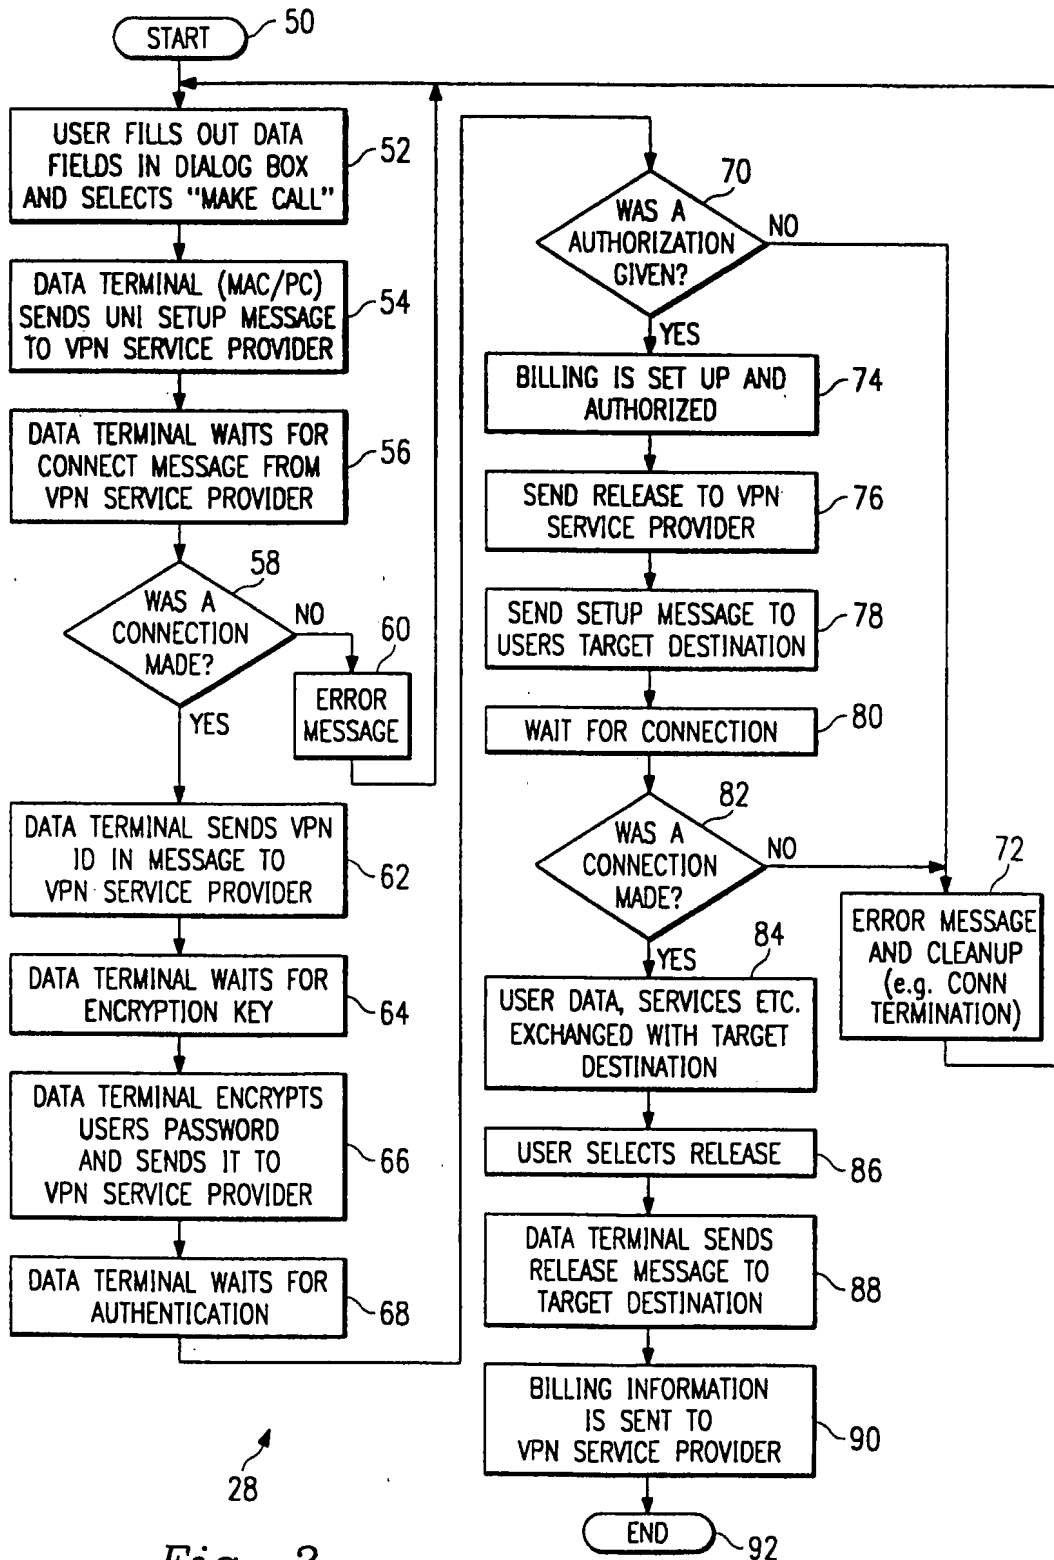 START
50
USER FILLS OUT DATA
FIELDS IN DIALOG BOX
AND SELECTS "MAKE CALL"
52
DATA TERMINAL (MAC/PC)
SENDS UNI SETUP MESSAGE
TO VPN SERVICE PROVIDER
54
DATA TERMINAL WAITS FOR
CONNECT MESSAGE FROM
VPN SERVICE PROVIDER
56
58
WAS A
CONNECTION
MADE?
NO
YES
60
ERROR
MESSAGE
DATA TERMINAL SENDS VPN
ID IN MESSAGE TO
VPN SERVICE PROVIDER
62
DATA TERMINAL WAITS FOR
ENCRYPTION KEY
64
DATA TERMINAL ENCRYPTS
USERS PASSWORD
AND SENDS IT TO
VPN SERVICE PROVIDER
66
DATA TERMINAL WAITS FOR
AUTHENTICATION
68
70
WAS A
AUTHORIZATION
GIVEN?
NO
YES
BILLING IS SET UP AND
AUTHORIZED
74
SEND RELEASE TO VPN
SERVICE PROVIDER
76
SEND SETUP MESSAGE TO
USERS TARGET DESTINATION
78
WAIT FOR CONNECTION
80
82
WAS A
CONNECTION
MADE?
NO
YES
72
ERROR MESSAGE
AND CLEANUP
(e.g. CONN
TERMINATION)
84
USER DATA, SERVICES ETC.
EXCHANGED WITH TARGET
DESTINATION
USER SELECTS RELEASE
86
DATA TERMINAL SENDS
RELEASE MESSAGE TO
TARGET DESTINATION
88
BILLING INFORMATION
IS SENT TO
VPN SERVICE PROVIDER
90
END
92
28